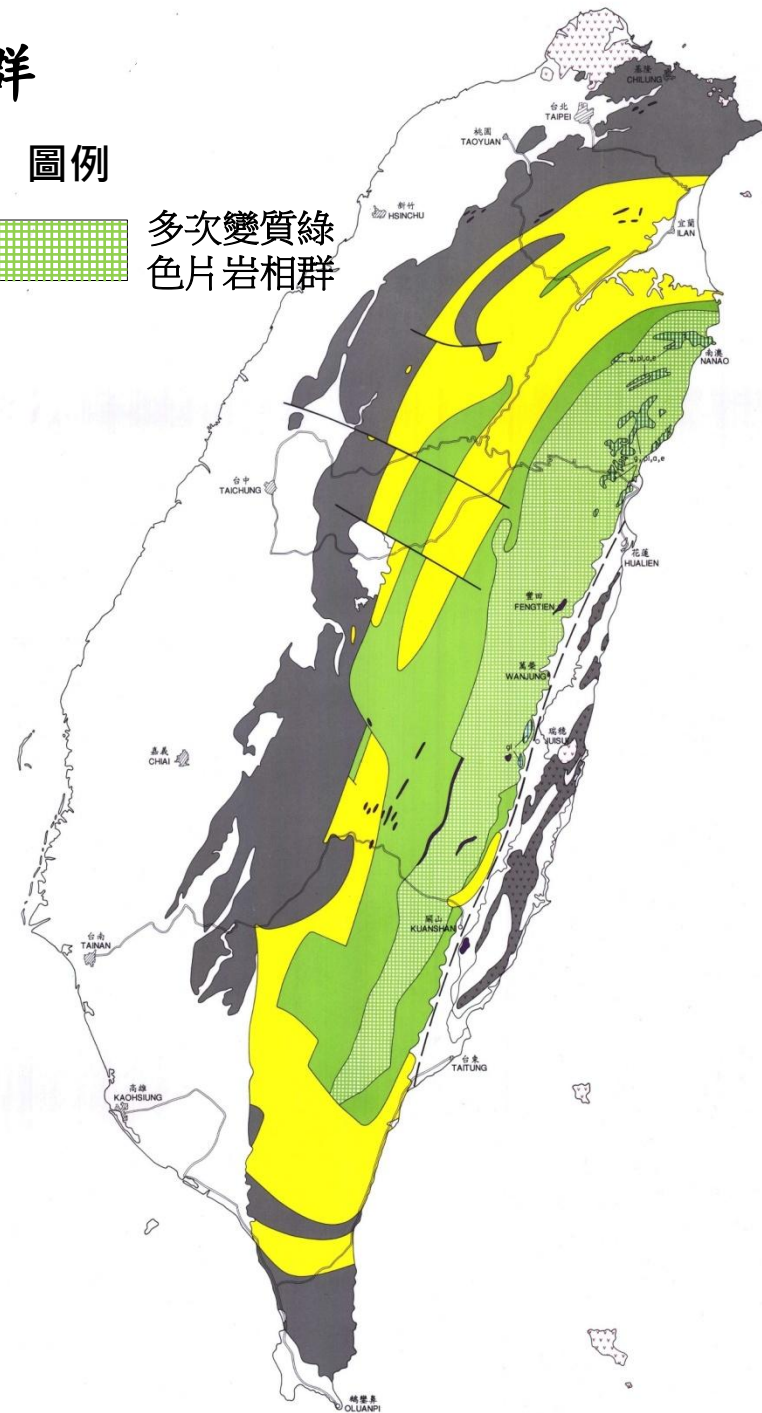 群
圖例
多次變質綠
色片岩相群
基隆
CHILUNG
台北
TAIPEI
桃園
TAOYUAN
新竹
HSINCHU
宜蘭
ILAN
南澳
NANAO
g,pl,a,e
g,pl,a,e
台中
TAICHUNG
花蓮
HUALIEN
豐田
FENGTIEN
萬榮
WANJUNG
瑞穗
JUISUI
gl
嘉義
CHIAI
關山
KUANSHAN
台南
TAINAN
台東
TAITUNG
高雄
KAOHSIUNG
鵝鑾鼻
OLUANPI